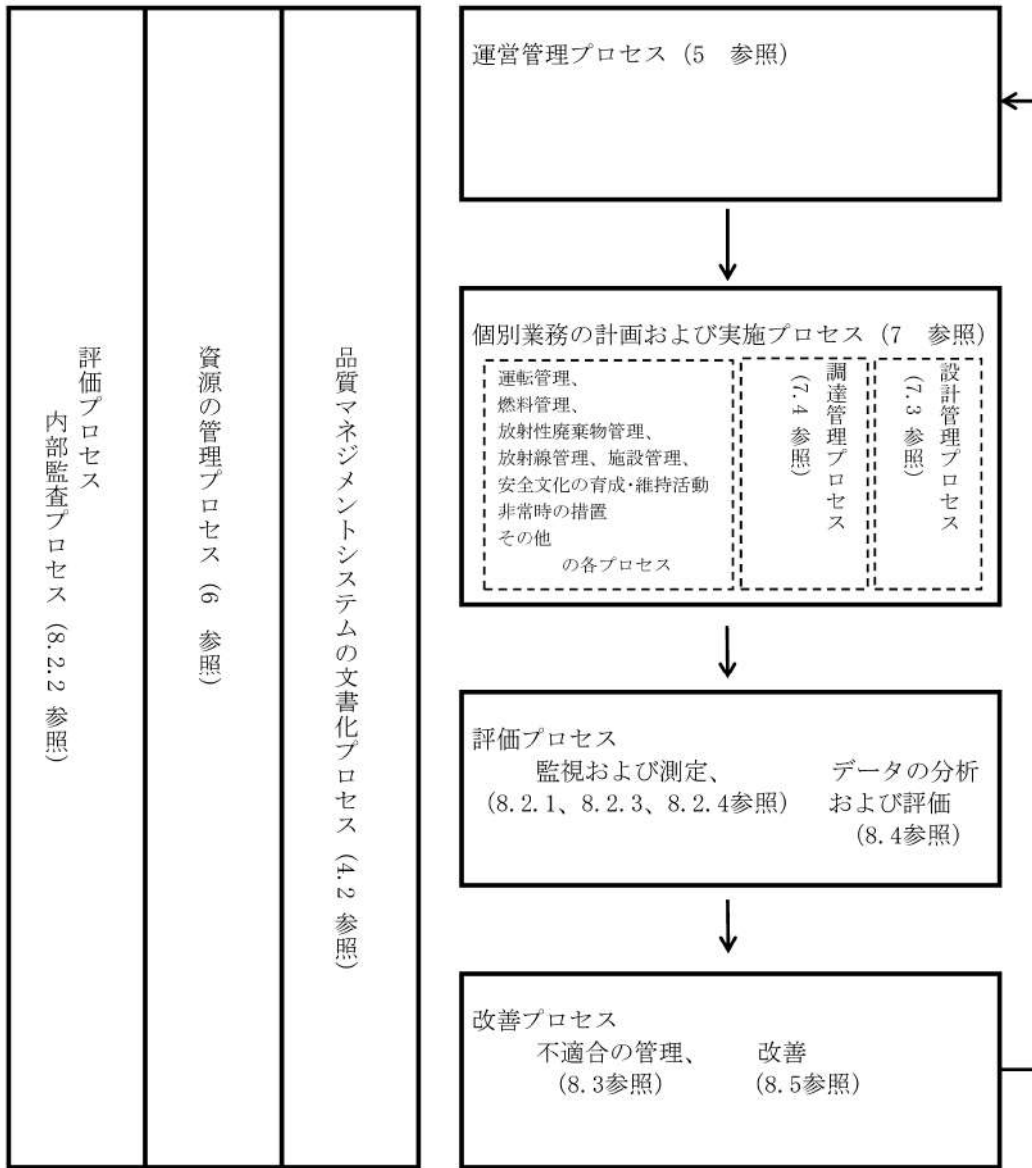 評価プロセス
内部監査プロセス (8.2.2 参照)
資源の管理プロセス (6 参照)
品質マネジメントシステムの文書化プロセス (4.2 参照)
運営管理プロセス (5 参照)
個別業務の計画および実施プロセス (7 参照)
運転管理、
燃料管理、
放射性廃棄物管理、
放射線管理、施設管理、
安全文化の育成・維持活動
非常時の措置
その他
の各プロセス
調達管理プロセス
(7.4 参照)
設計管理プロセス
(7.3 参照)
評価プロセス
監視および測定、
(8.2.1、8.2.3、8.2.4参照)
データの分析
および評価
(8.4参照)
改善プロセス
不適合の管理、
(8.3参照)
改善
(8.5参照)